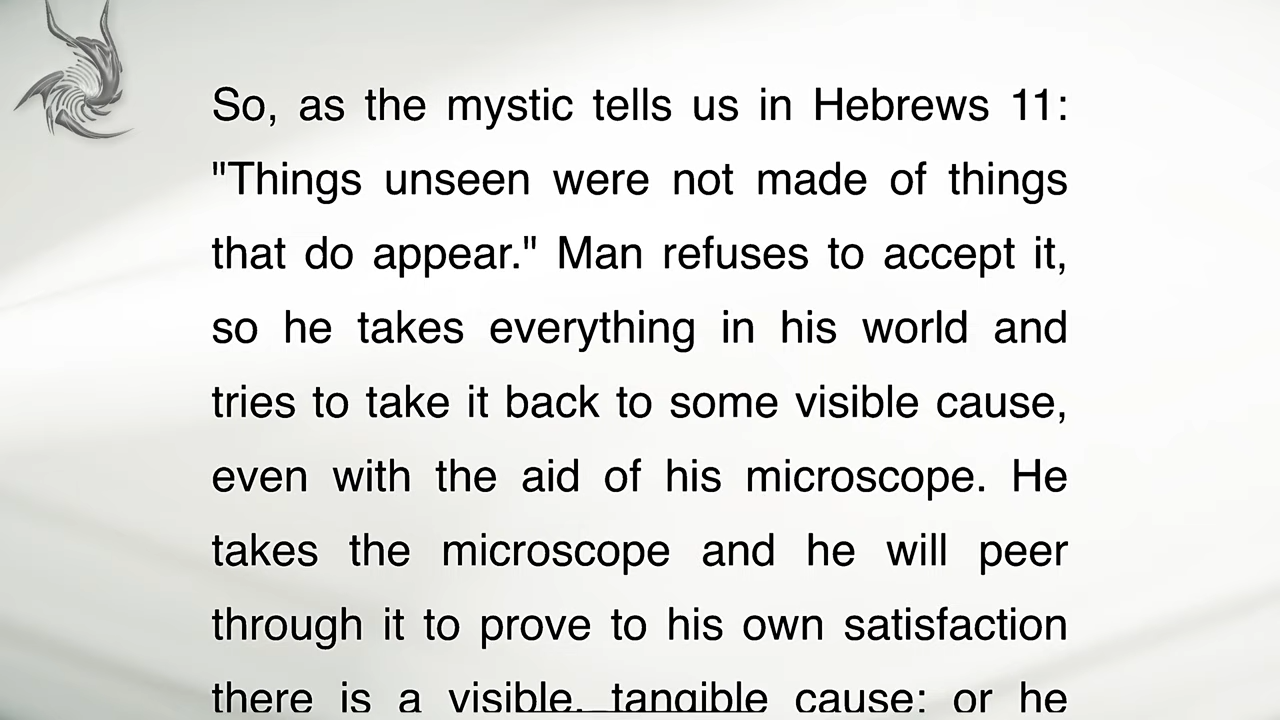 So, as the mystic tells us in Hebrews 11:
"Things unseen were not made of things
that do appear." Man refuses to accept it,
so he takes everything in his world and
tries to take it back to some visible cause,
even with the aid of his microscope. He
takes the microscope and he will peer
through it to prove to his own satisfaction
there is a visible, tangible cause; or he